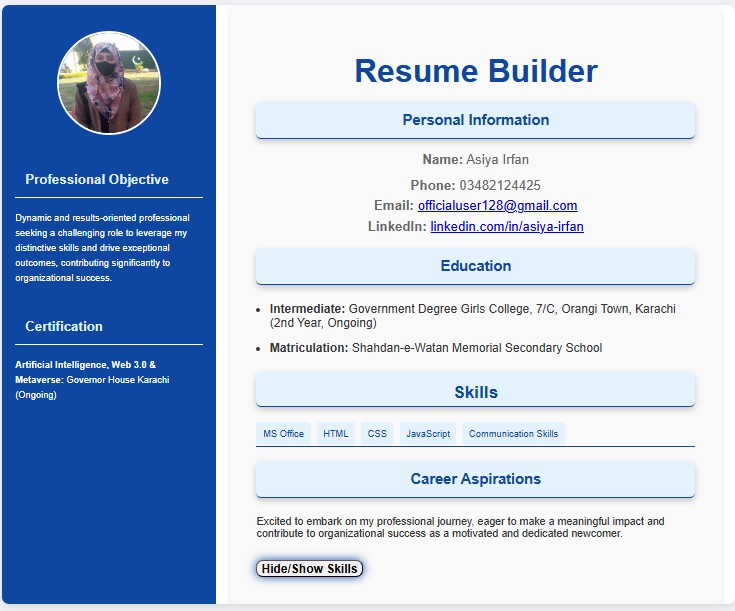 Professional Objective
Dynamic and results-oriented professional
seeking a challenging role to leverage my
distinctive skills and drive exceptional
outcomes, contributing significantly to
organizational success.
Certification
Artificial Intelligence, Web 3.0 &
Metaverse: Governor House Karachi
(Ongoing)
Resume Builder
Personal Information
Name: Asiya Irfan
Phone: 03482124425
Email: officialuser128@gmail.com
LinkedIn: linkedin.com/in/asiya-irfan
Education
• Intermediate: Government Degree Girls College, 7/C, Orangi Town, Karachi
(2nd Year, Ongoing)
• Matriculation: Shahdan-e-Watan Memorial Secondary School
Skills
MS Office HTML CSS JavaScript Communication Skills
Career Aspirations
Excited to embark on my professional journey, eager to make a meaningful impact and
contribute to organizational success as a motivated and dedicated newcomer.
Hide/Show Skills